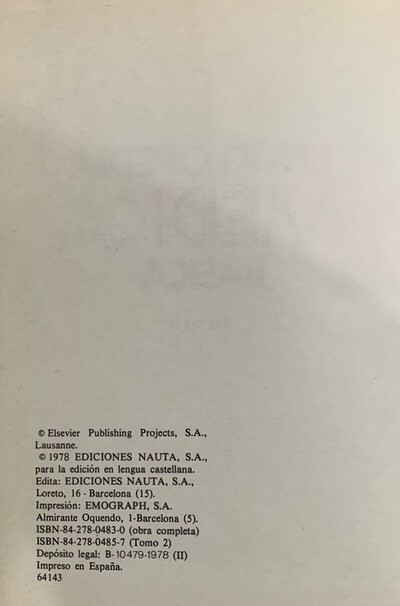 © Elsevier Publishing Projects, S.A.,
Lausanne.
© 1978 EDICIONES NAUTA, S.A.,
para la edición en lengua castellana.
Edita: EDICIONES NAUTA, S.A.,
Loreto, 16 - Barcelona (15).
Impresión: EMOGRAPH, S.A.
Almirante Oquendo, 1-Barcelona (5).
ISBN-84-278-0483-0 (obra completa)
ISBN-84-278-0485-7 (Tomo 2)
Depósito legal: B-10479-1978 (II)
Impreso en España.
64143